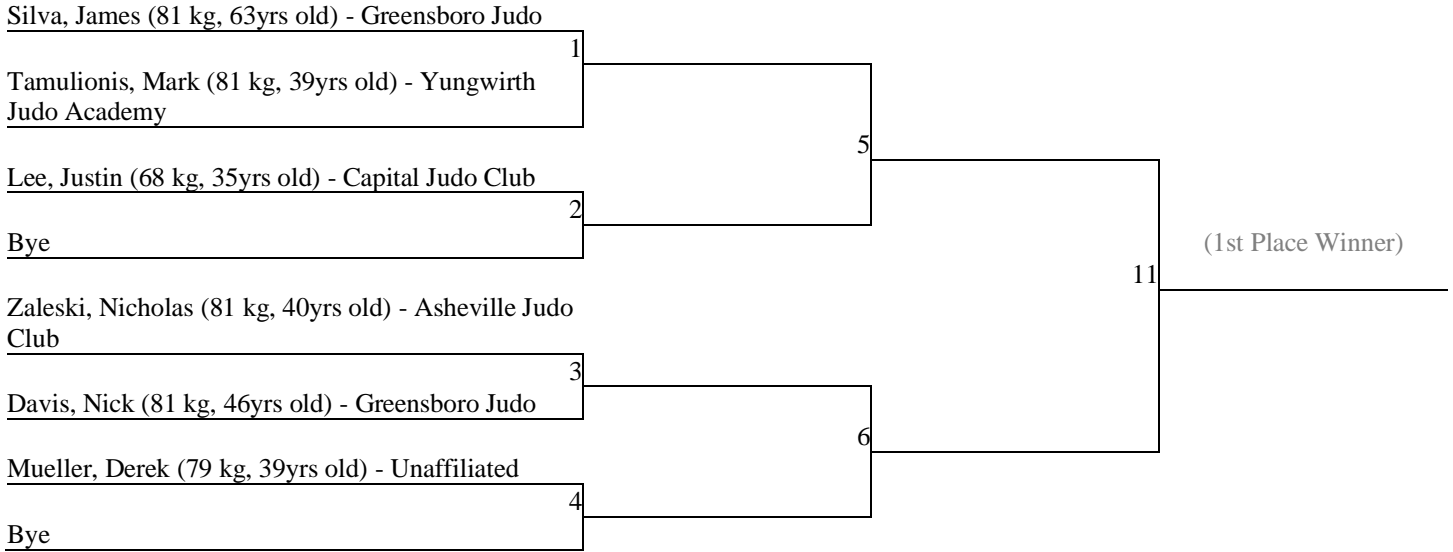 Silva, James (81 kg, 63yrs old) - Greensboro Judo
1
Tamulionis, Mark (81 kg, 39yrs old) - Yungwirth
Judo Academy
5
Lee, Justin (68 kg, 35yrs old) - Capital Judo Club
2
Bye
(1st Place Winner)
11
Zaleski, Nicholas (81 kg, 40yrs old) - Asheville Judo
Club
3
Davis, Nick (81 kg, 46yrs old) - Greensboro Judo
6
Mueller, Derek (79 kg, 39yrs old) - Unaffiliated
4
Bye